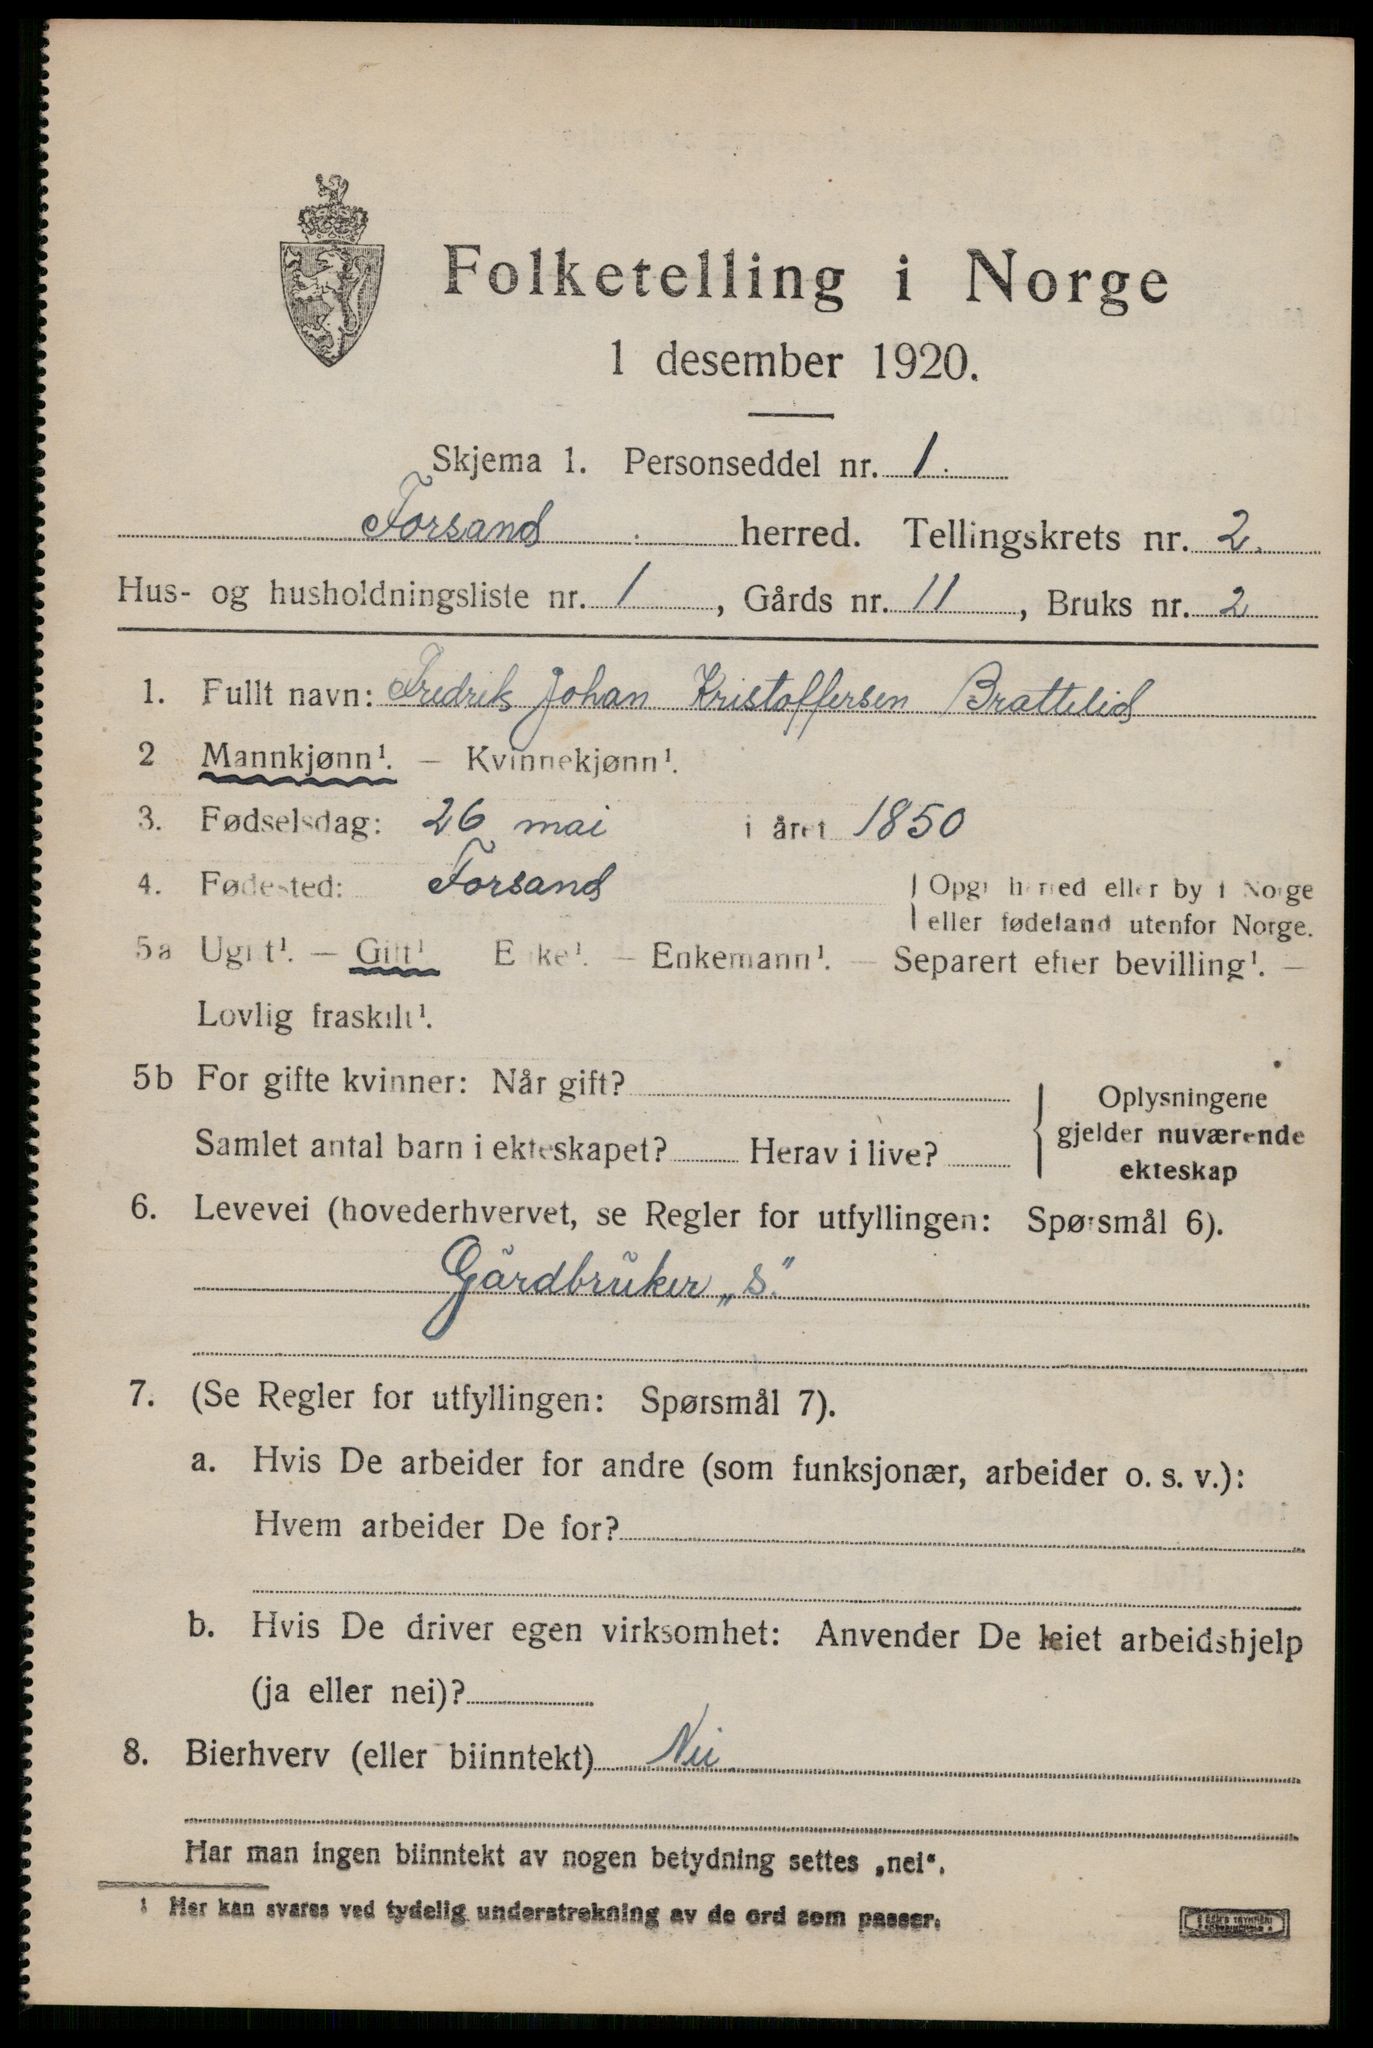 Folketelling i Norge
1 desember 1920.
Skjema 1. Personseddel nr. 1.
Forsand herred. Tellingskrets nr. 2.
Hus- og husholdningsliste nr. 1, Gårds nr. 11, Bruks nr. 2
1. Fullt navn: Fredrik Johan Kristoffersen Brattelid
2 Mannkjønn¹. — Kvinnekjønn¹.
3. Fødselsdag: 26 mai i året 1850
4. Fødested: Forsand
Opgi herred eller by i Norge
eller fødeland utenfor Norge.
5a Ugift¹. — Gift¹ Enke¹. — Enkemann¹. — Separert efter bevilling¹. —
Lovlig fraskilt¹.
5b For gifte kvinner: Når gift?
Samlet antal barn i ekteskapet? Herav i live?
Oplysningene
gjelder nuværende
ekteskap
6. Levevei (hovederhvervet, se Regler for utfyllingen: Spørsmål 6).
Gårdbruker „s."
7. (Se Regler for utfyllingen: Spørsmål 7).
a. Hvis De arbeider for andre (som funksjonær, arbeider o. s. v.):
Hvem arbeider De for?
b. Hvis De driver egen virksomhet: Anvender De leiet arbeidshjelp
(ja eller nei)?
8. Bierhverv (eller biinntekt) Nei
Har man ingen biinntekt av nogen betydning settes „nei".
1 Her kan svares ved tydelig understrekning av de ord som passer.